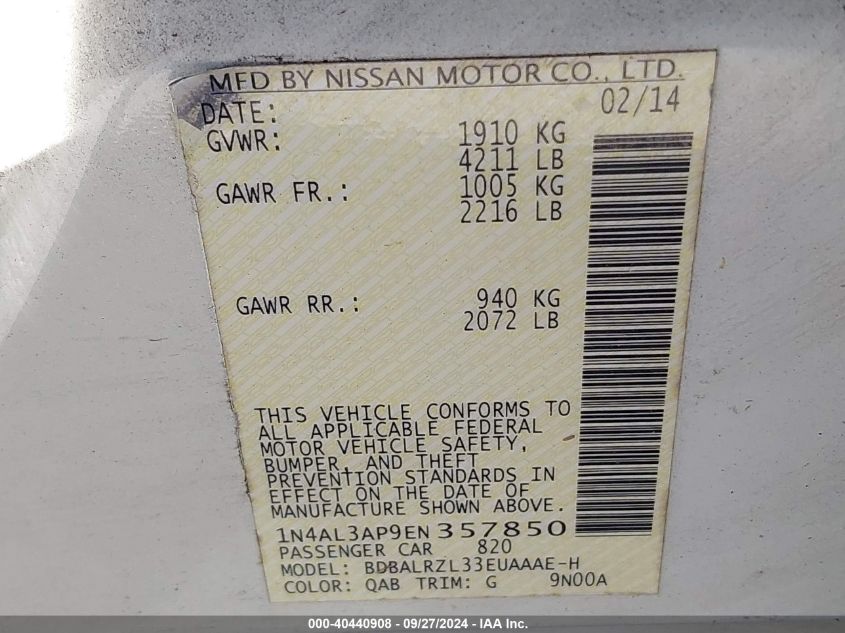 MFD BY NISSAN MOTOR CO., LTD.
DATE: 02/14
GVWR: 1910 KG
4211 LB
GAWR FR.: 1005 KG
2216 LB
GAWR RR.: 940 KG
2072 LB
THIS VEHICLE CONFORMS TO
ALL APPLICABLE FEDERAL
MOTOR VEHICLE SAFETY,
BUMPER, AND THEFT
PREVENTION STANDARDS IN
EFFECT ON THE DATE OF
MANUFACTURE SHOWN ABOVE.
1N4AL3AP9EN 357850
PASSENGER CAR 820
MODEL: BDBALRZL33EUAAAE-H
COLOR: QAB TRIM: G 9N00A
000-40440908 - 09/27/2024 - IAA Inc.